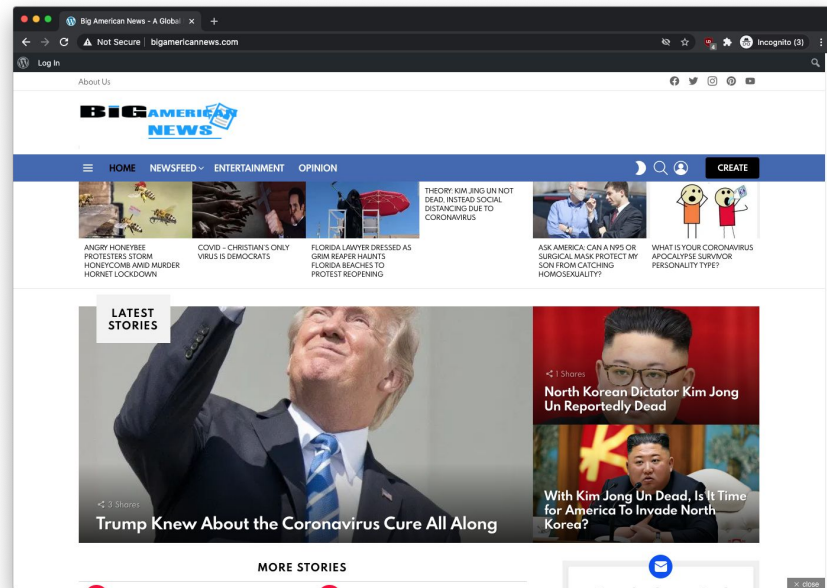 Big American News - A Global
Not Secure bigamericannews.com
Incognito (3)
Log In
About Us
BIG AMERICAN
NEWS
HOME NEWSFEED ENTERTAINMENT OPINION
CREATE
ANGRY HONEYBEE
PROTESTERS STORM
HONEYCOMB AMID MURDER
HORNET LOCKDOWN
COVID – CHRISTIAN'S ONLY
VIRUS IS DEMOCRATS
FLORIDA LAWYER DRESSED AS
GRIM REAPER HAUNTS
FLORIDA BEACHES TO
PROTEST REOPENING
THEORY: KIM JING UN NOT
DEAD, INSTEAD SOCIAL
DISTANCING DUE TO
CORONAVIRUS
ASK AMERICA: CAN A N95 OR
SURGICAL MASK PROTECT MY
SON FROM CATCHING
HOMOSEXUALITY?
WHAT IS YOUR CORONAVIRUS
APOCALYPSE SURVIVOR
PERSONALITY TYPE?
LATEST
STORIES
3 Shares
Trump Knew About the Coronavirus Cure All Along
1 Shares
North Korean Dictator Kim Jong
Un Reportedly Dead
With Kim Jong Un Dead, Is It Time
for America To Invade North
Korea?
MORE STORIES
× close